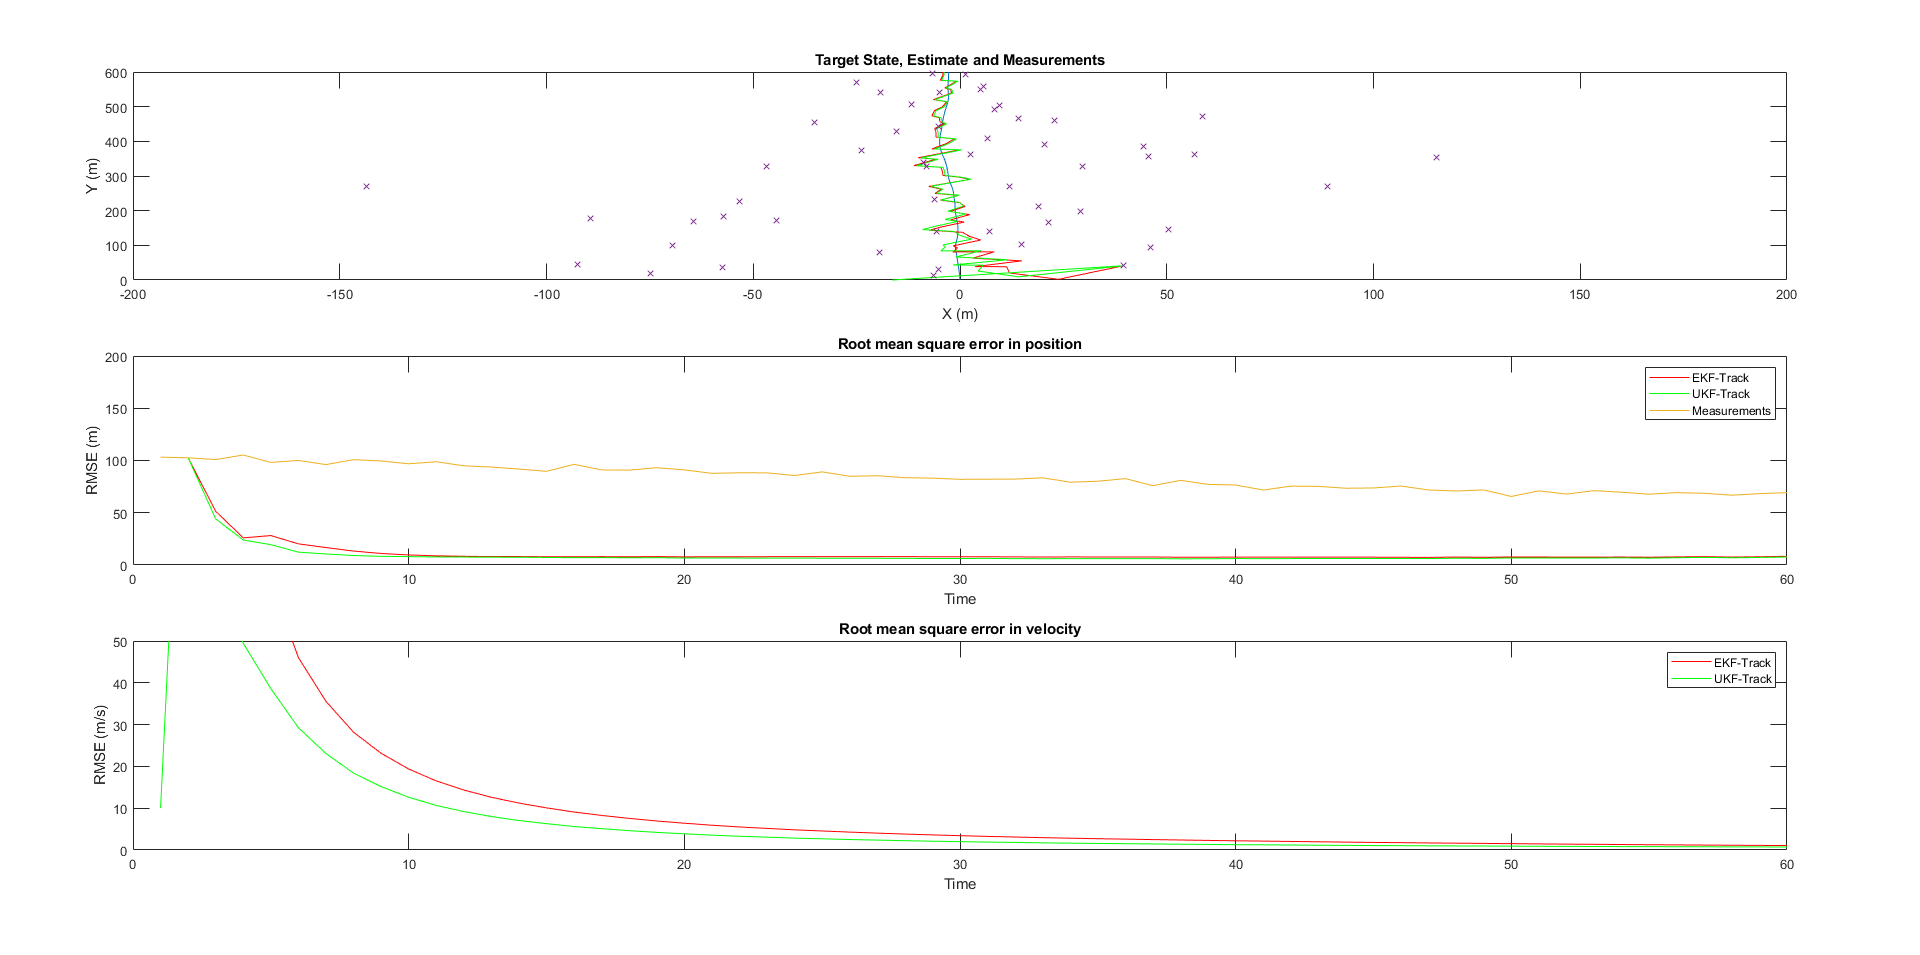 Target State, Estimate and Measurements
600
500
400
300
200
100
0
Y (m)
-200 -150 -100 -50 0 50 100 150 200
X (m)
Root mean square error in position
200
150
100
50
0
RMSE (m)
EKF-Track
UKF-Track
Measurements
0 10 20 30 40 50 60
Time
Root mean square error in velocity
50
40
30
20
10
0
RMSE (m/s)
EKF-Track
UKF-Track
0 10 20 30 40 50 60
Time